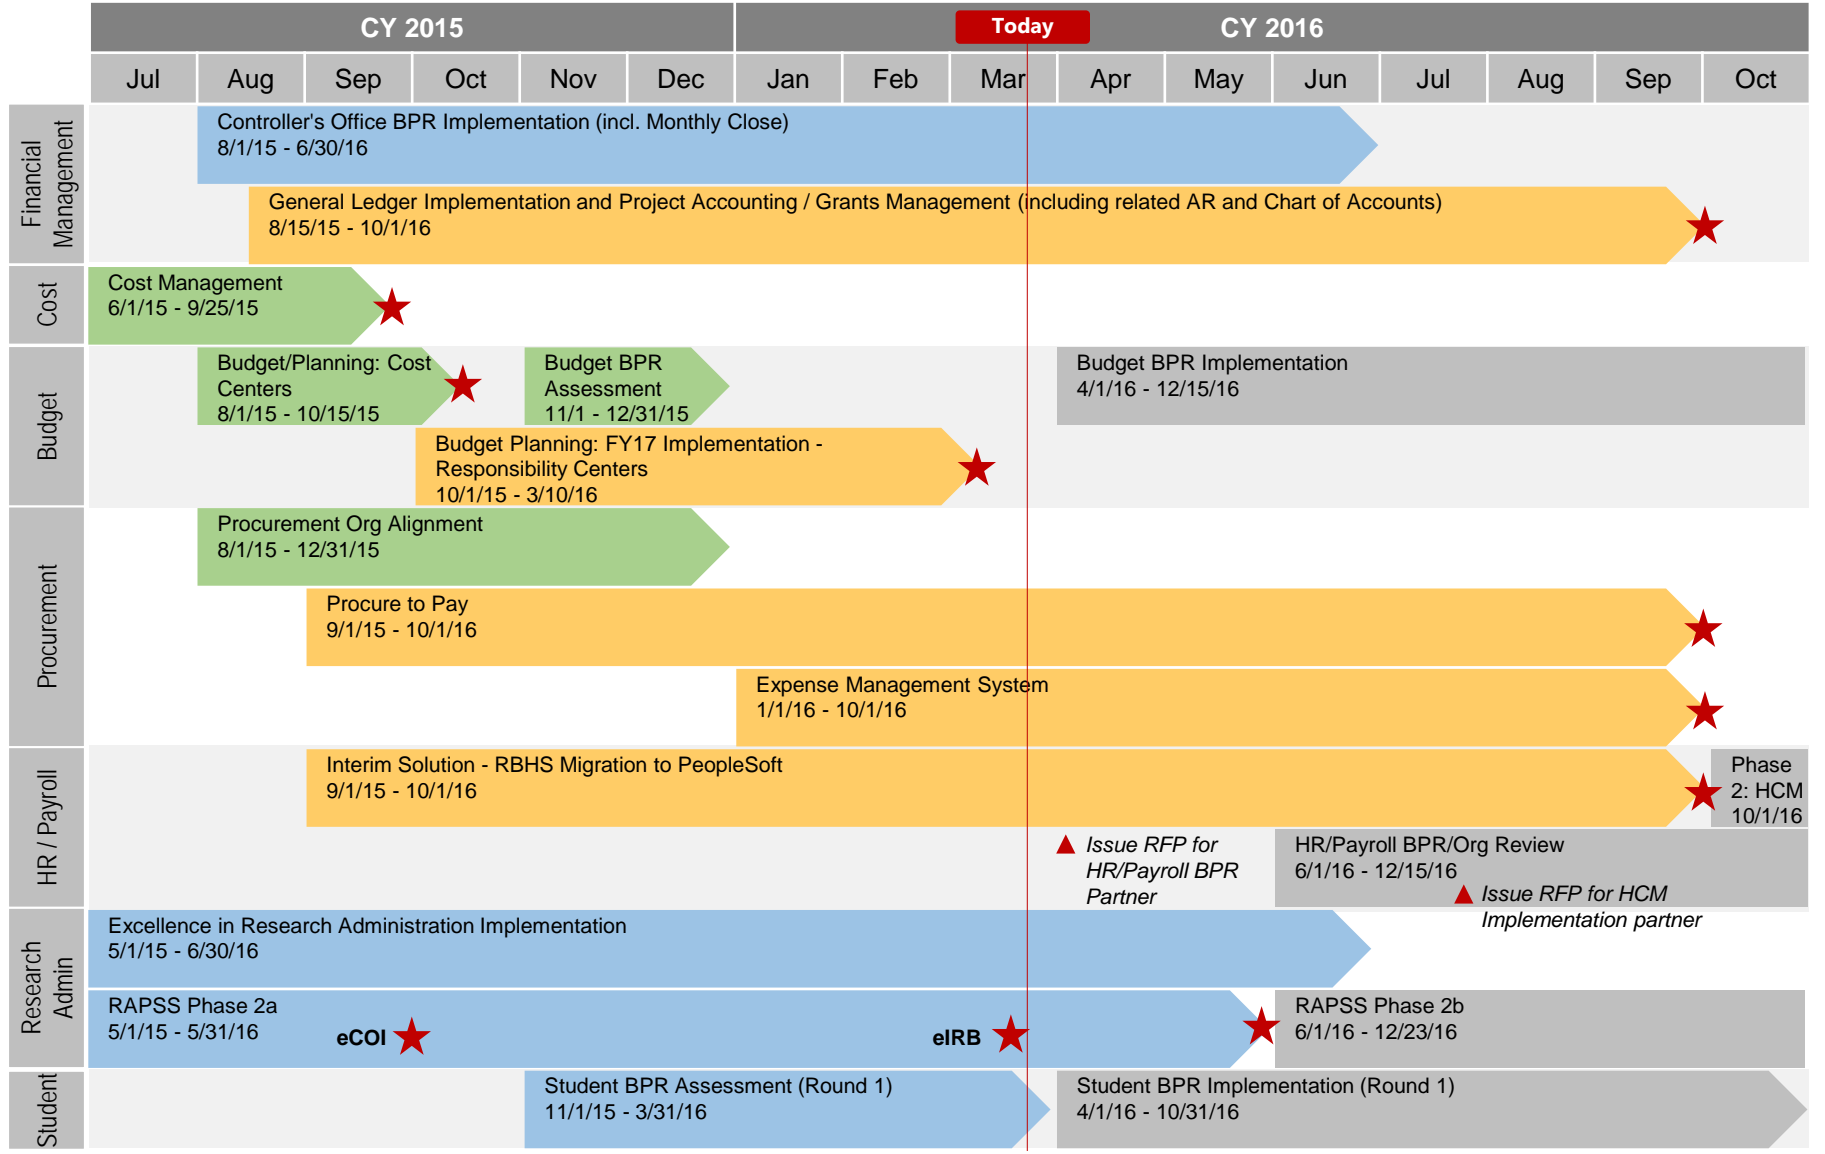 CY 2015
Today
CY 2016
Jul
Aug
Sep
Oct
Nov
Dec
Jan
Feb
Mar
Apr
May
Jun
Jul
Aug
Sep
Oct
Financial
Management
Controller's Office BPR Implementation (incl. Monthly Close)
8/1/15 - 6/30/16
General Ledger Implementation and Project Accounting / Grants Management (including related AR and Chart of Accounts)
8/15/15 - 10/1/16
Cost
Cost Management
6/1/15 - 9/25/15
Budget
Budget/Planning: Cost
Centers
8/1/15 - 10/15/15
Budget BPR
Assessment
11/1 - 12/31/15
Budget BPR Implementation
4/1/16 - 12/15/16
Budget Planning: FY17 Implementation -
Responsibility Centers
10/1/15 - 3/10/16
Procurement
Procurement Org Alignment
8/1/15 - 12/31/15
Procure to Pay
9/1/15 - 10/1/16
Expense Management System
1/1/16 - 10/1/16
HR / Payroll
Interim Solution - RBHS Migration to PeopleSoft
9/1/15 - 10/1/16
Phase
2: HCM
10/1/16
Issue RFP for
HR/Payroll BPR
Partner
HR/Payroll BPR/Org Review
6/1/16 - 12/15/16
Issue RFP for HCM
Implementation partner
Research
Admin
Excellence in Research Administration Implementation
5/1/15 - 6/30/16
RAPSS Phase 2a
5/1/15 - 5/31/16
eCOI
eIRB
RAPSS Phase 2b
6/1/16 - 12/23/16
Student
Student BPR Assessment (Round 1)
11/1/15 - 3/31/16
Student BPR Implementation (Round 1)
4/1/16 - 10/31/16